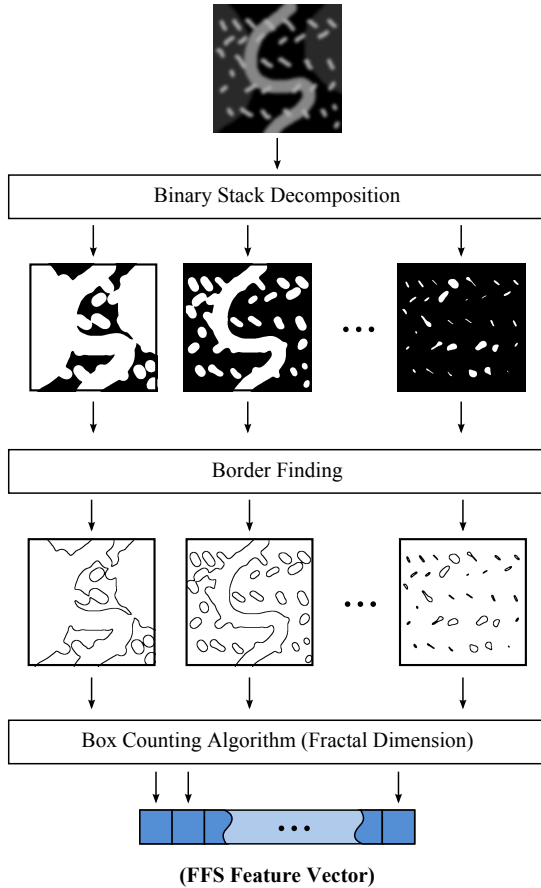 Binary Stack Decomposition
Border Finding
Box Counting Algorithm (Fractal Dimension)
(FFS Feature Vector)